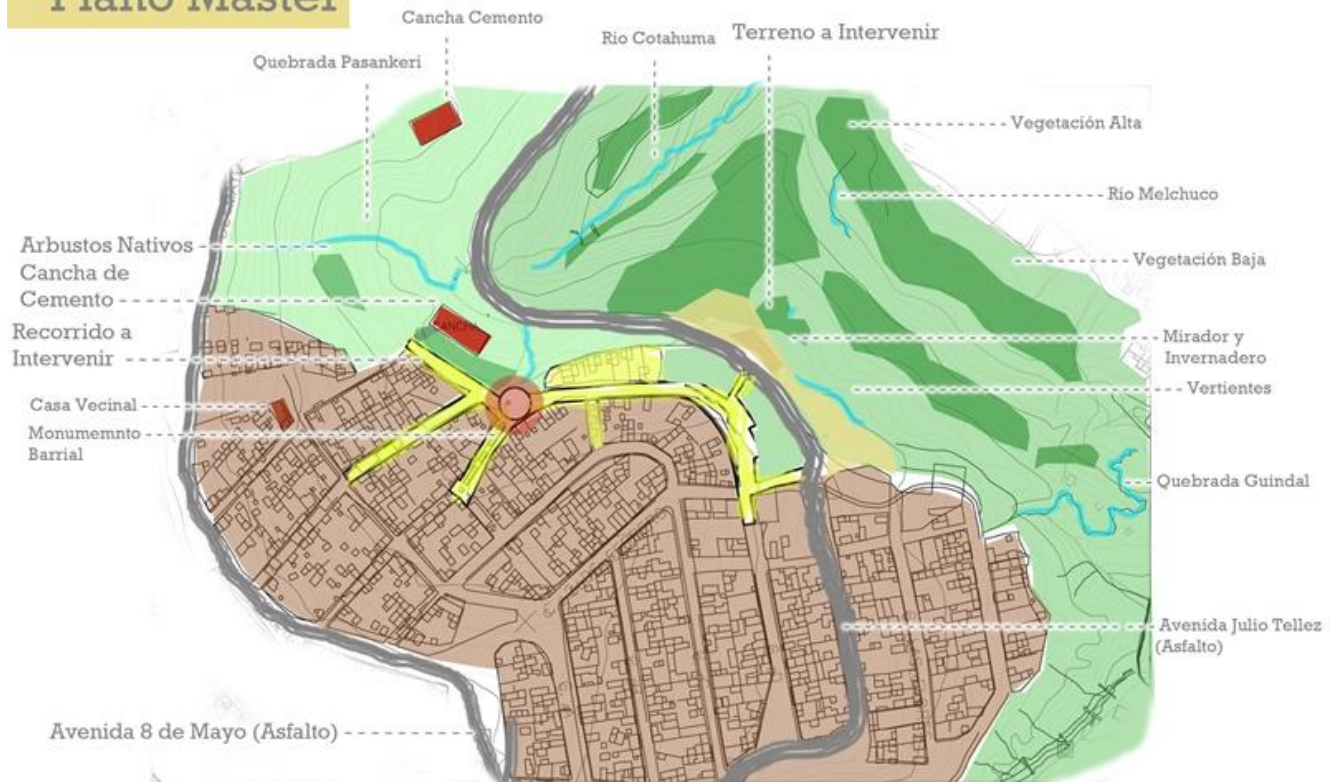 Plano Master
Cancha Cemento
Rio Cotahuma
Terreno a Intervenir
Quebrada Pasankeri
Vegetación Alta
Rio Melchuco
Arbustos Nativos
Cancha de
Cemento
Vegetación Baja
Recorrido a
Intervenir
CANCHA
Mirador y
Invernadero
Vertientes
Casa Vecinal
Monumemnto
Barrial
Quebrada Guindal
Avenida Julio Tellez
(Asfalto)
Avenida 8 de Mayo (Asfalto)